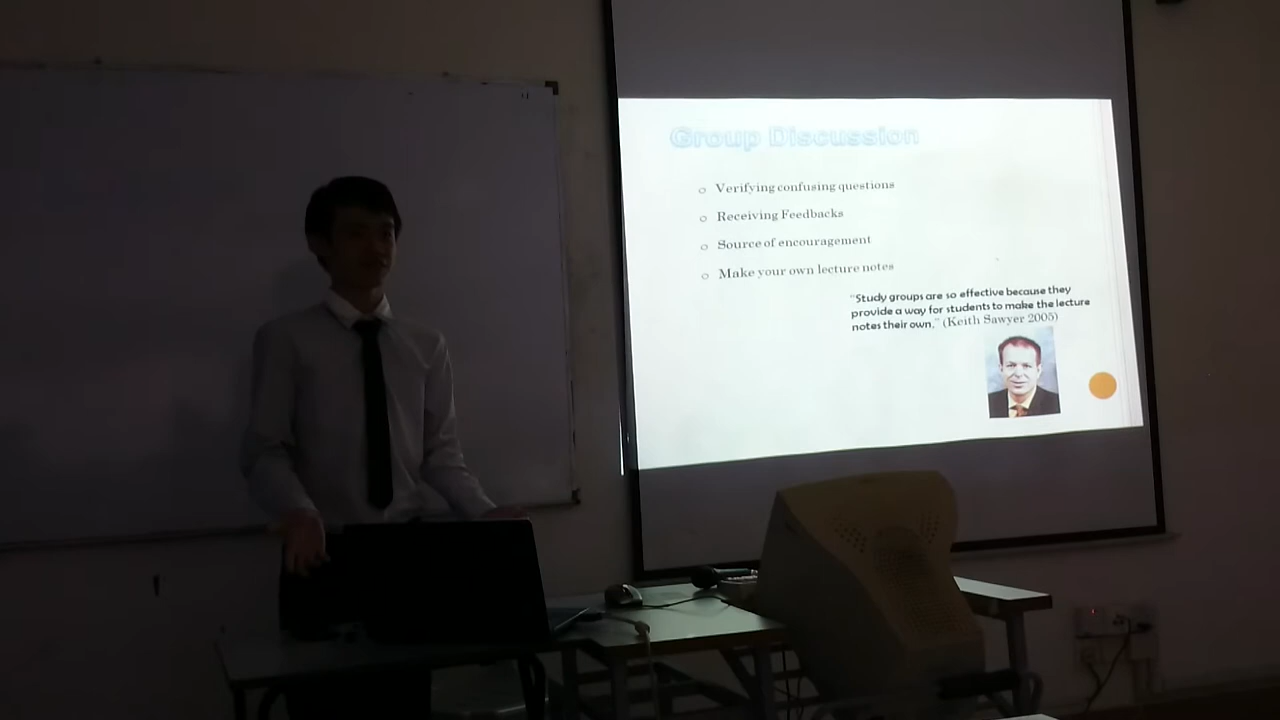 Group Discussion
Verifying confusing questions
Receiving Feedbacks
Source of encouragement
Make your own lecture notes
"Study groups are so effective because they
provide a way for students to make the lecture
notes their own," (Keith Sawyer 2005)